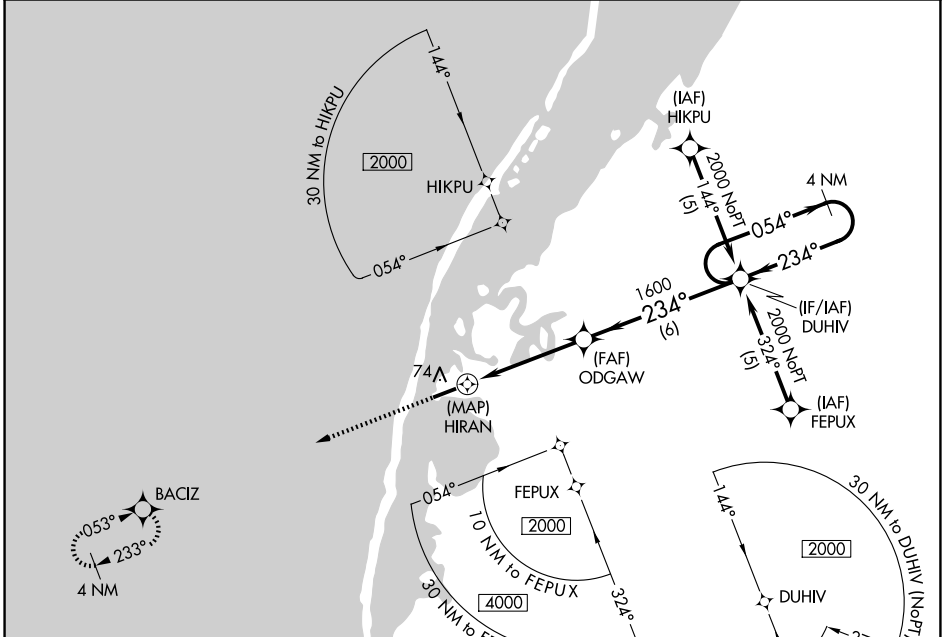 144°
30 NM to HIKPU
2000
HIKPU
054°
(IAF)
HIKPU
2000 NoPT
144°
(5)
4 NM
054°
234°
1600
234°
(6)
(IF/IAF)
DUHIV
2000 NoPT
324°
(5)
(FAF)
ODGAW
(IAF)
FEPUX
74
(MAP)
HIRAN
BACIZ
053°
233°
4 NM
054°
FEPUX
2000
10 NM to FEPUX
4000
324°
144°
30 NM to DUHIV (NoPT)
2000
DUHIV